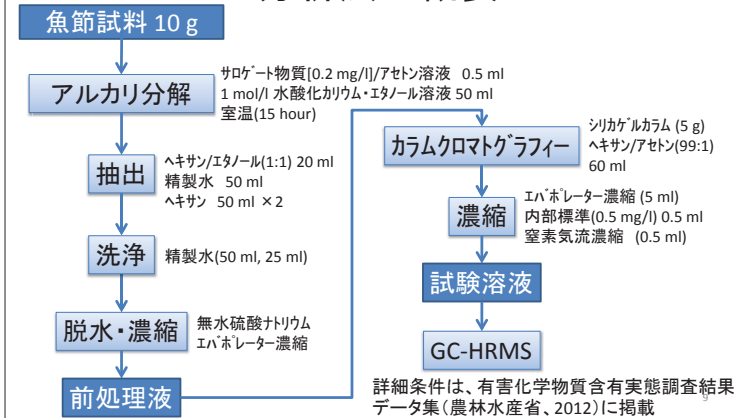 魚節試料 10 g
アルカリ分解
サロゲート物質[0.2 mg/l]/アセトン溶液 0.5 ml
1 mol/l 水酸化カリウム・エタノール溶液 50 ml
室温(15 hour)
抽出
ヘキサン/エタノール(1:1) 20 ml
精製水 50 ml
ヘキサン 50 ml ×2
洗浄
精製水(50 ml, 25 ml)
脱水・濃縮
無水硫酸ナトリウム
エバポレーター濃縮
前処理液
カラムクロマトグラフィー
シリカゲルカラム (5 g)
ヘキサン/アセトン(99:1)
60 ml
濃縮
エバポレーター濃縮 (5 ml)
内部標準(0.5 mg/l) 0.5 ml
窒素気流濃縮 (0.5 ml)
試験溶液
GC-HRMS
詳細条件は、有害化学物質含有実態調査結果
データ集(農林水産省、2012)に掲載
9